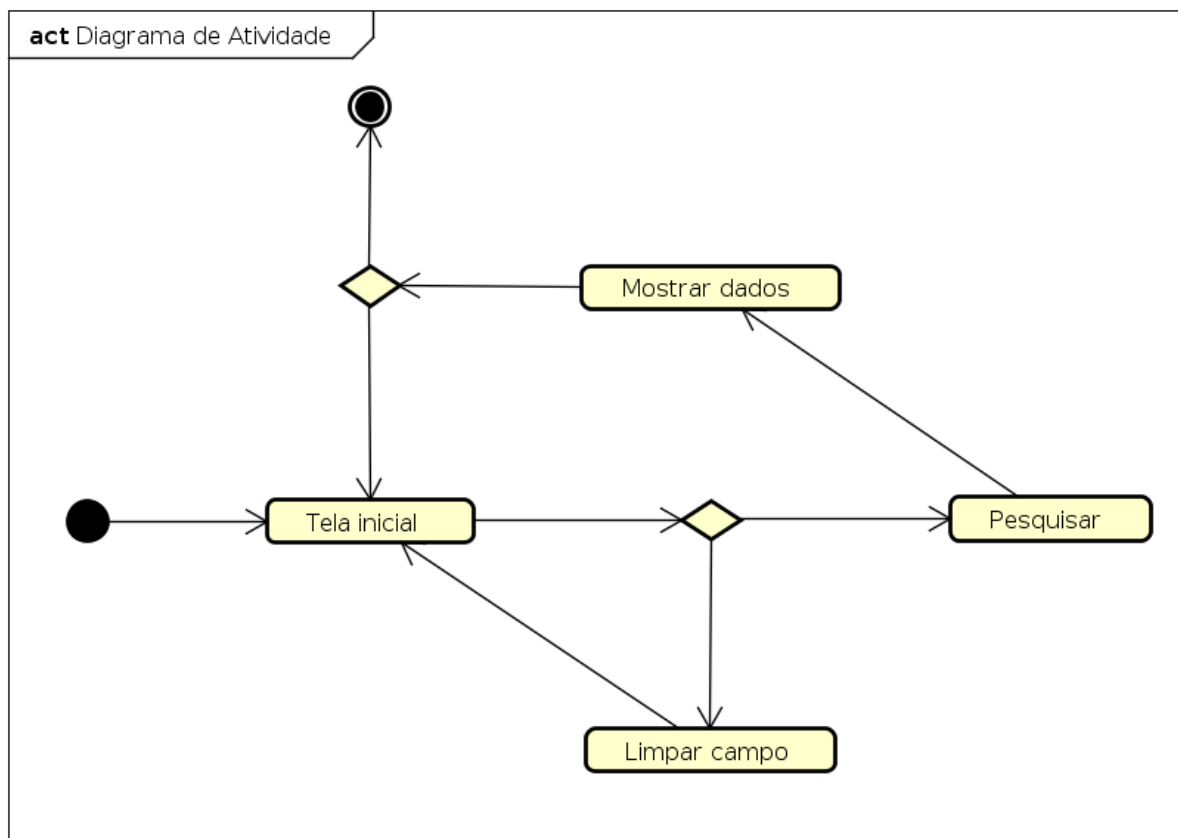 act Diagrama de Atividade
Mostrar dados
Tela inicial
Pesquisar
Limpar campo